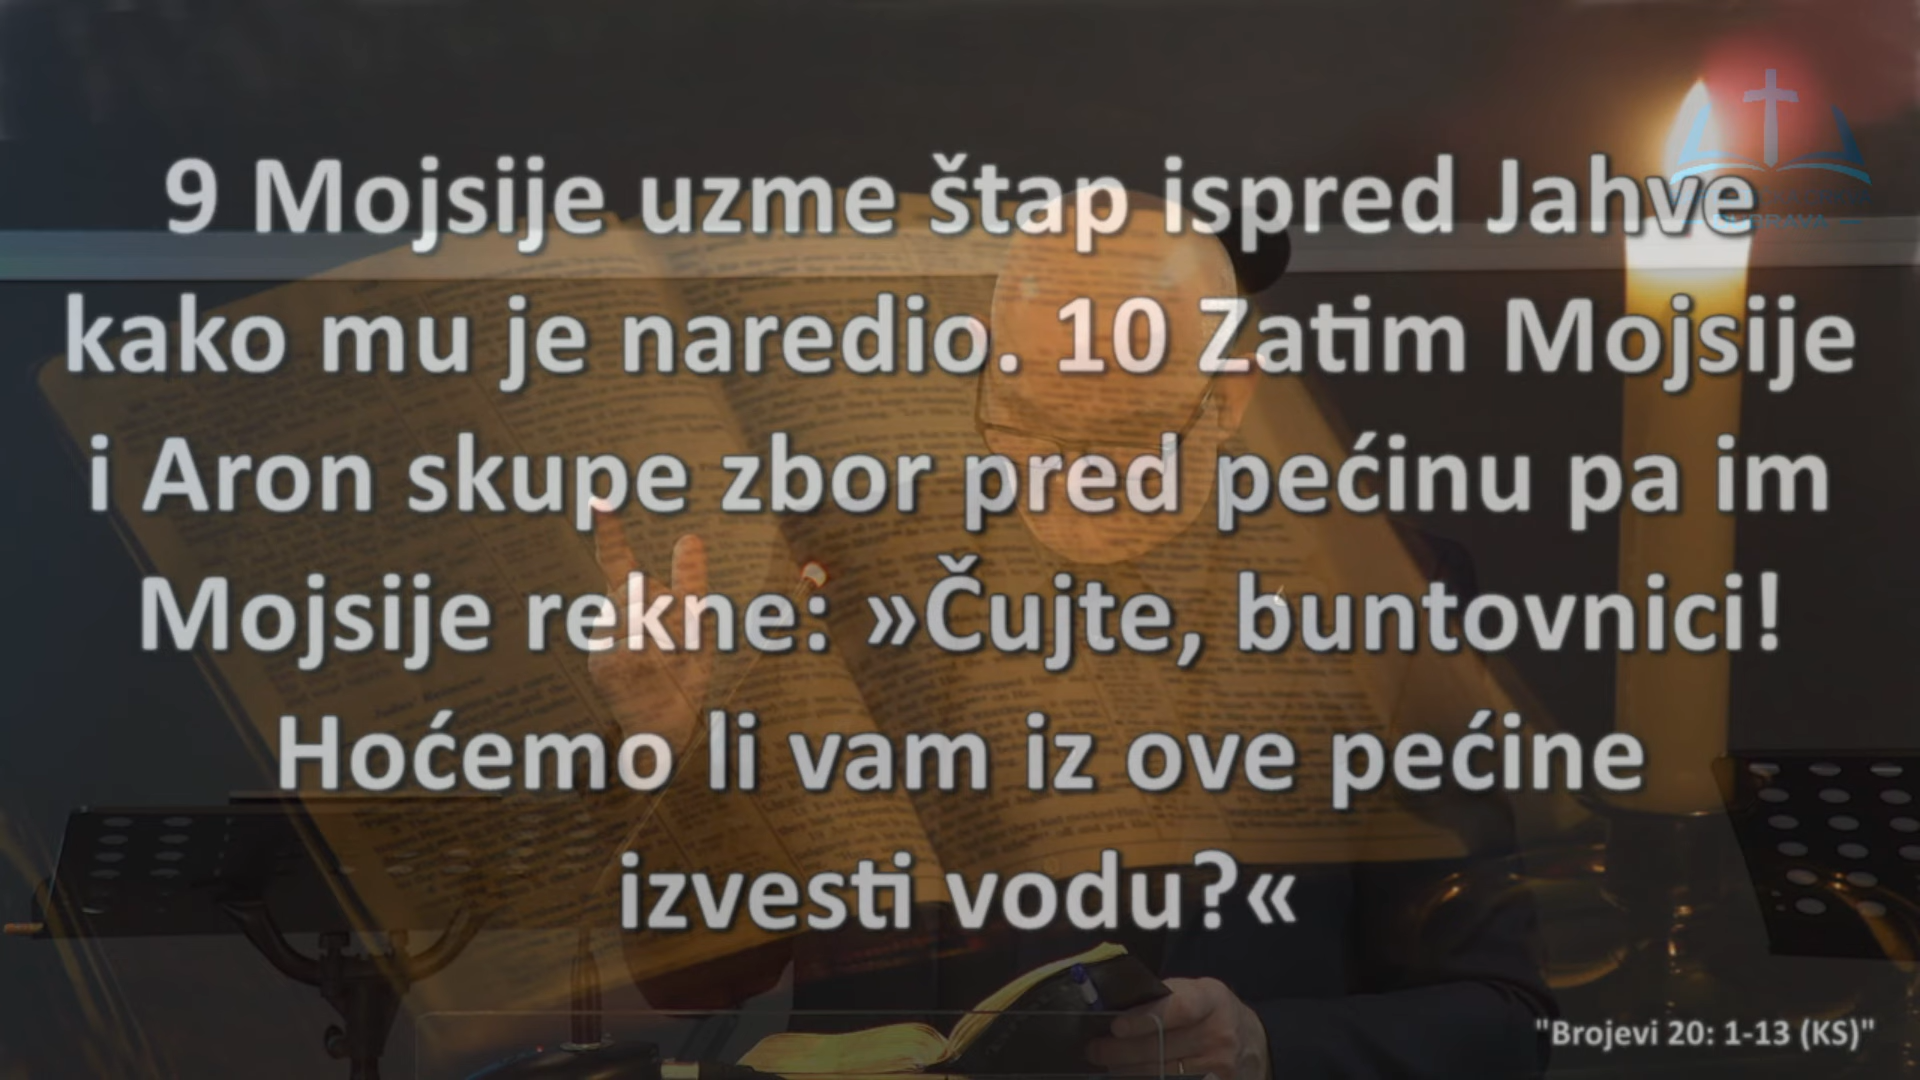 9 Mojsije uzme štap ispred Jahve
kako mu je naredio. 10 Zatim Mojsije
i Aron skupe zbor pred pećinu pa im
Mojsije rekne: »Čujte, buntovnici!
Hoćemo li vam iz ove pećine
izvesti vodu?«
"Brojevi 20: 1-13 (KS)"